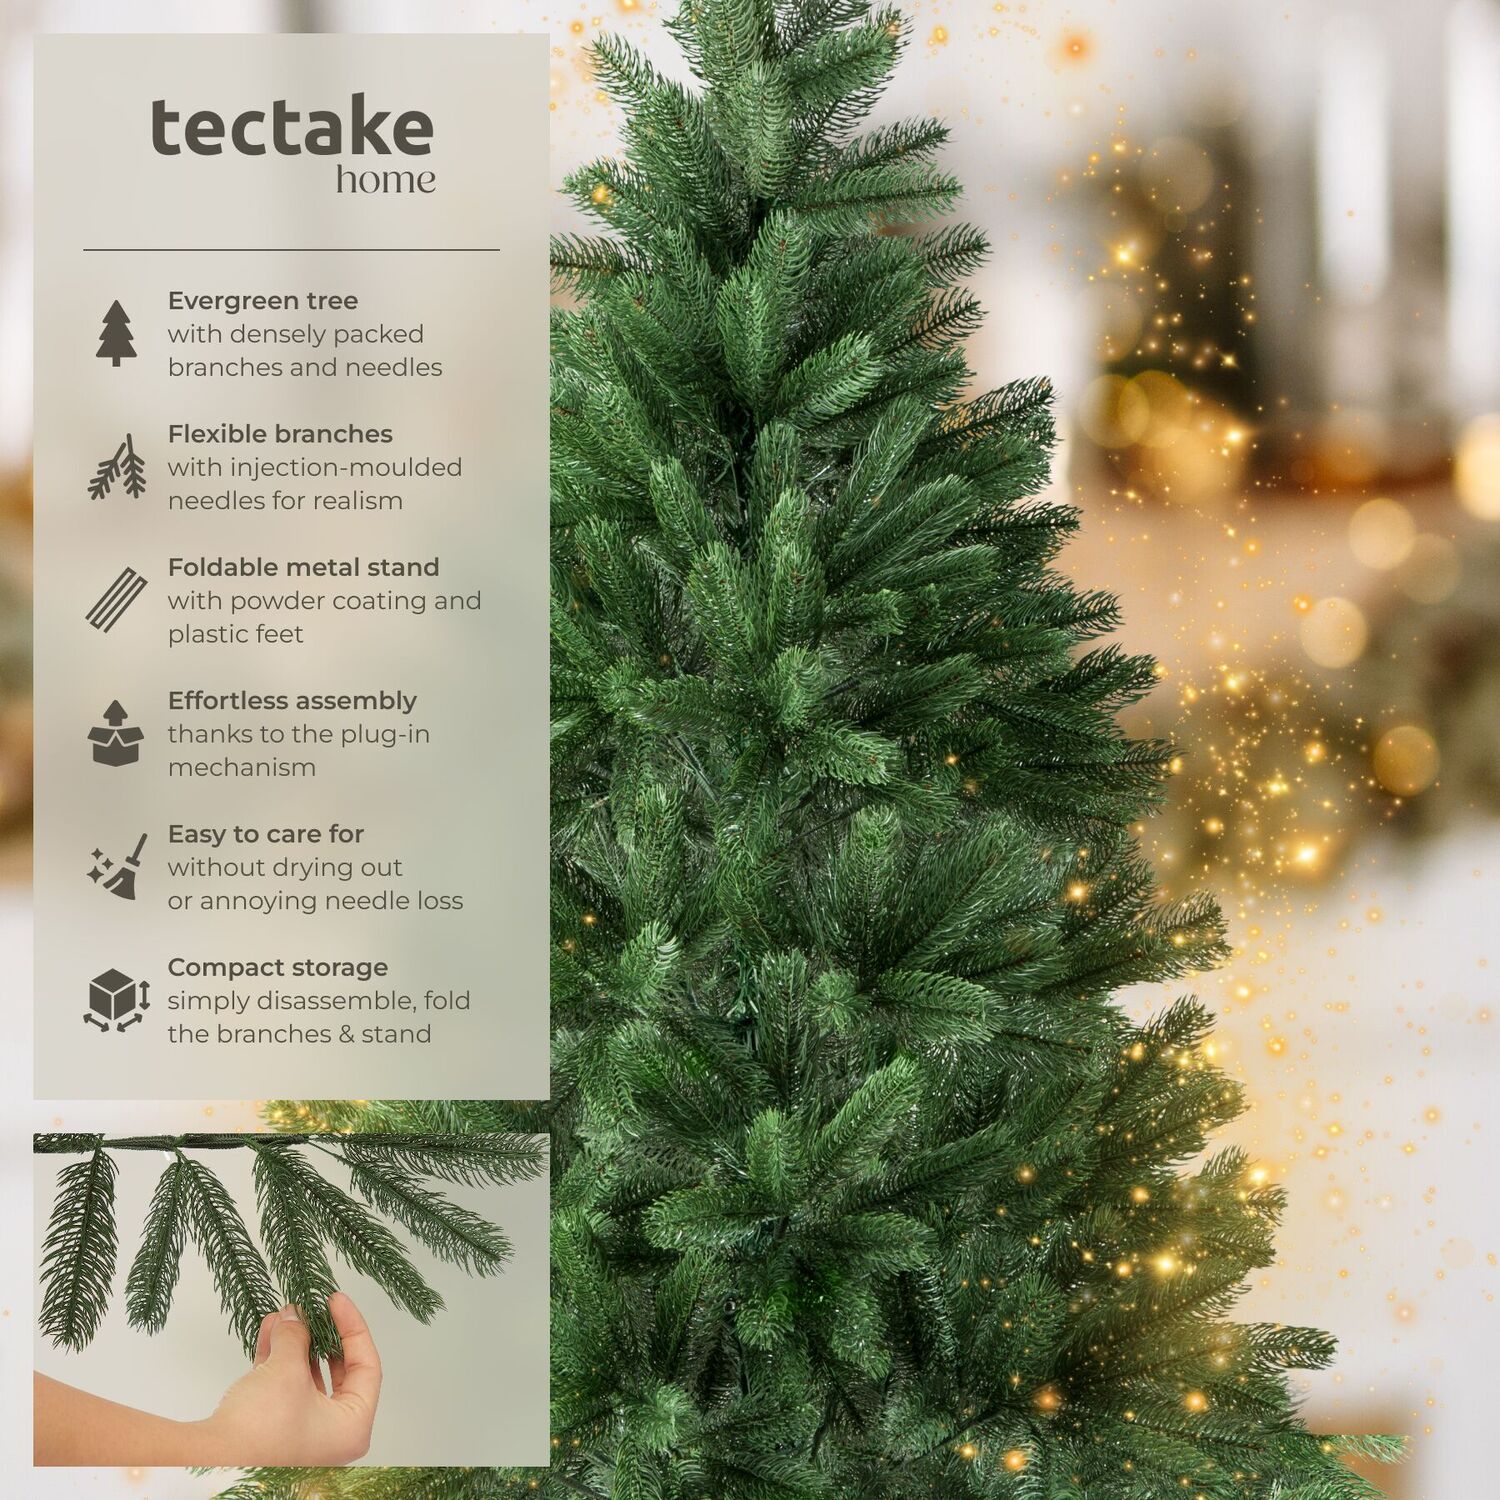 tectake
home
Evergreen tree
with densely packed
branches and needles
Flexible branches
with injection-moulded
needles for realism
Foldable metal stand
with powder coating and
plastic feet
Effortless assembly
thanks to the plug-in
mechanism
Easy to care for
without drying out
or annoying needle loss
Compact storage
simply disassemble, fold
the branches & stand